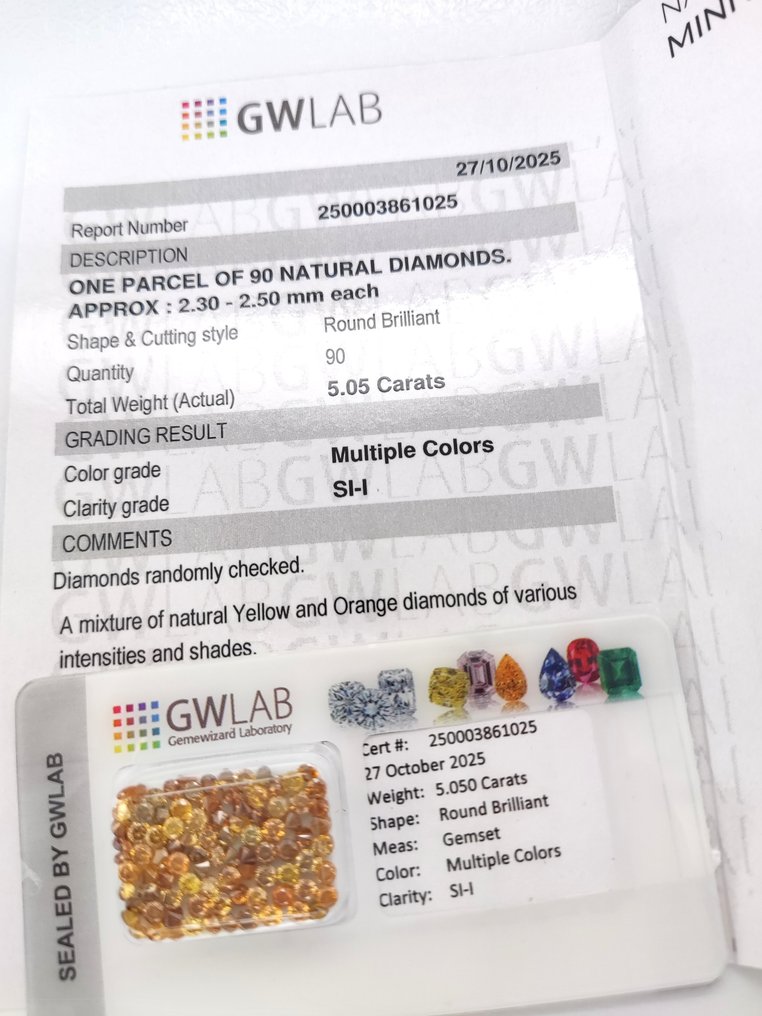 MINI
GWLAB
27/10/2025
Report Number 250003861025
DESCRIPTION
ONE PARCEL OF 90 NATURAL DIAMONDS.
APPROX : 2.30 - 2.50 mm each
Shape & Cutting style Round Brilliant
Quantity 90
Total Weight (Actual) 5.05 Carats
GRADING RESULT
Color grade Multiple Colors
Clarity grade SI-I
COMMENTS
Diamonds randomly checked.
A mixture of natural Yellow and Orange diamonds of various
intensities and shades.
SEALED BY GWLAB
GWLAB
Gemewizard Laboratory
Cert #: 250003861025
27 October 2025
Weight: 5.050 Carats
Shape: Round Brilliant
Meas: Gemset
Color: Multiple Colors
Clarity: SI-I